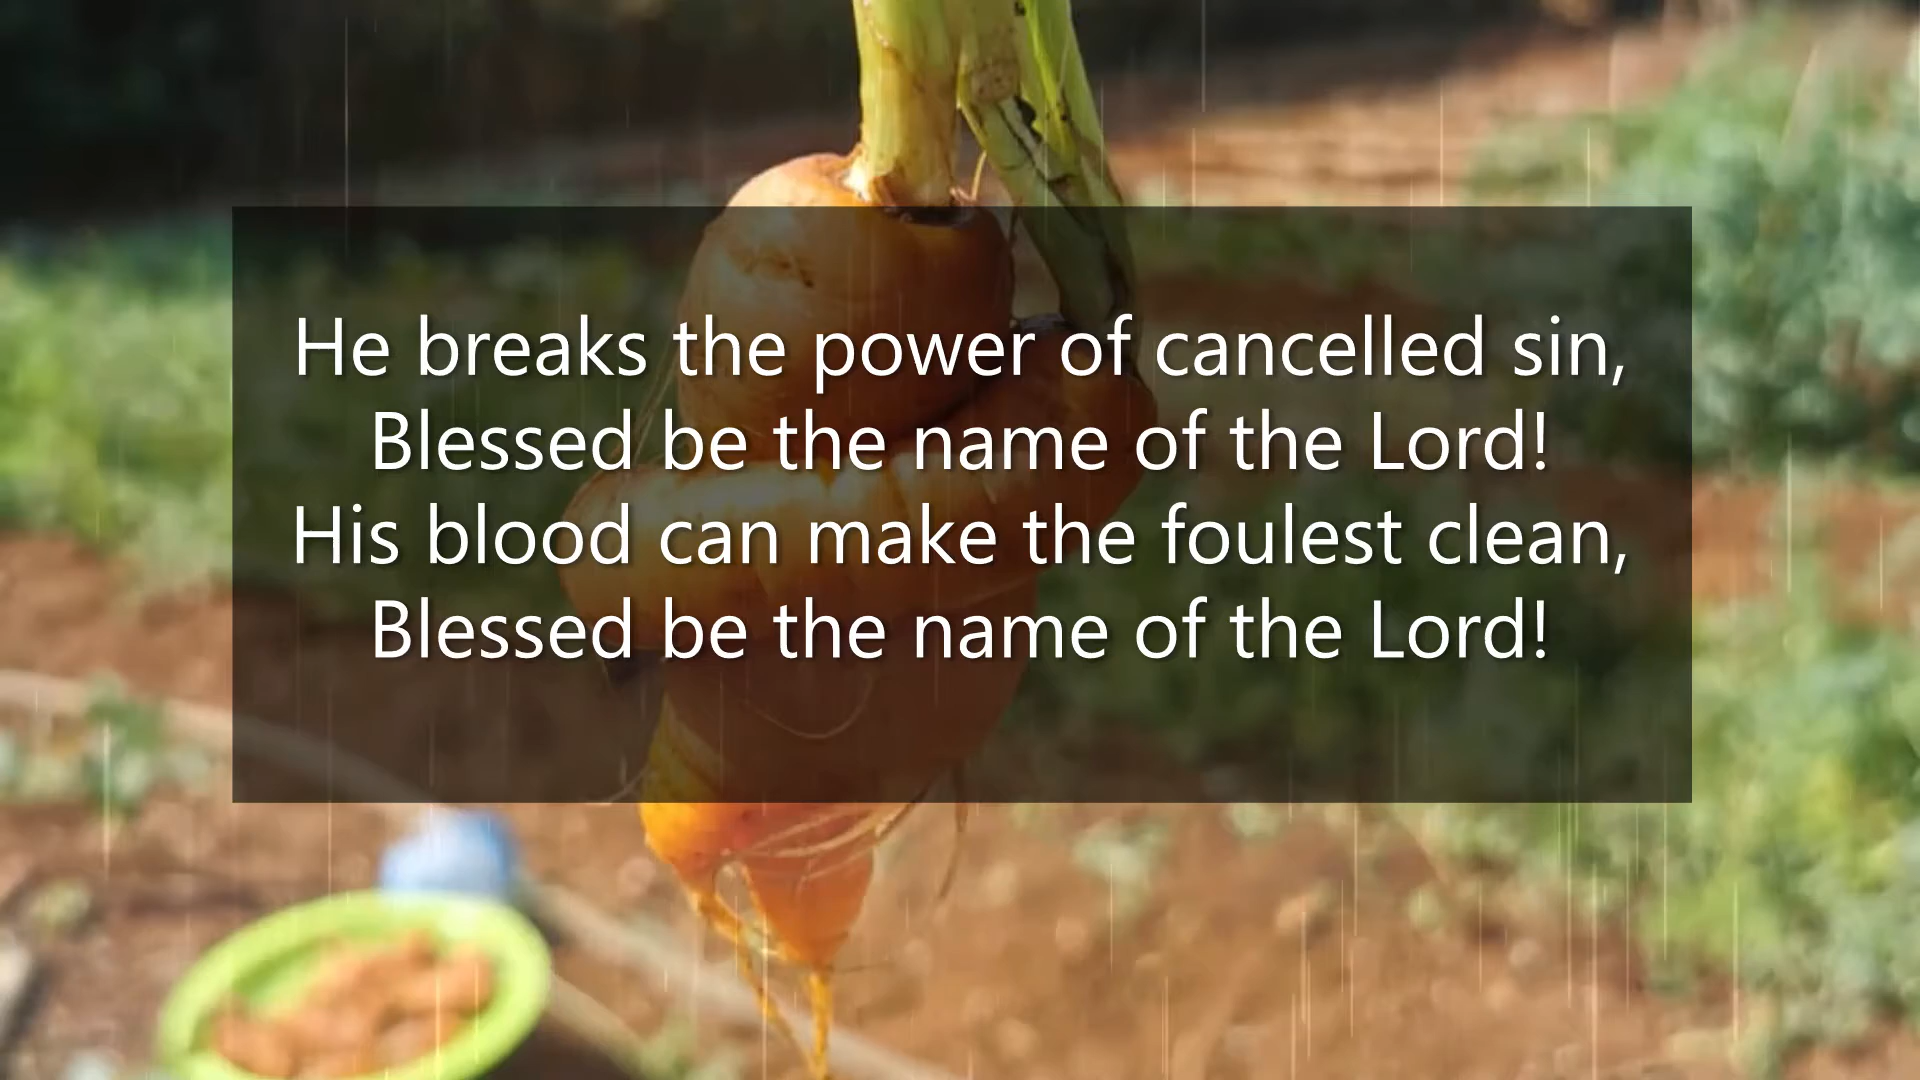 He breaks the power of cancelled sin,
Blessed be the name of the Lord!
His blood can make the foulest clean,
Blessed be the name of the Lord!